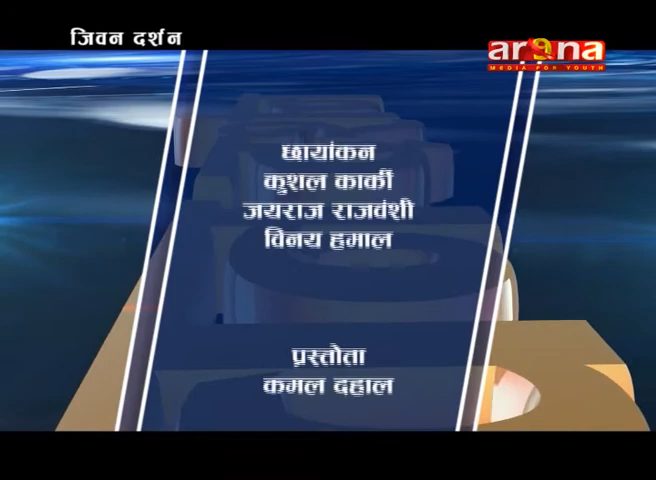 जिवन दर्शन
arena
MEDIA FOR YOUTH
छायांकन
कुशल कार्की
जयराज राजवंशी
विनय हमाल
प्रस्तोता
कमल दहाल